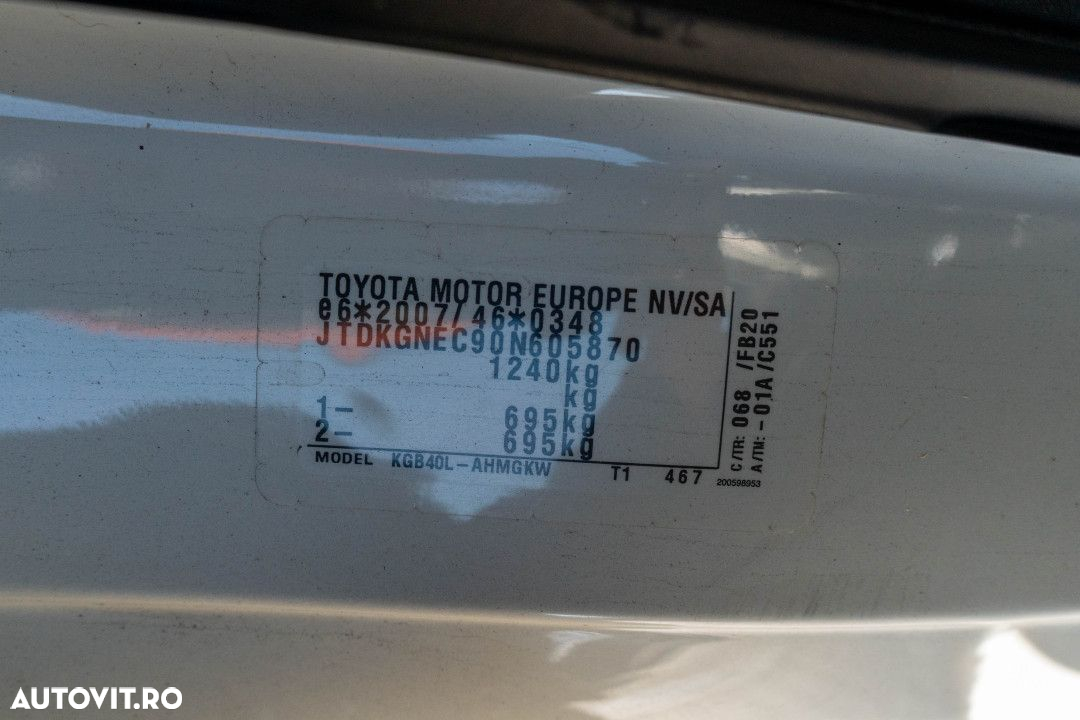 TOYOTA MOTOR EUROPE NV/SA
e6*2007/46*0348
JTDKGNEC90N605870
1240kg
kg
1– 695kg
2– 695kg
MODEL KGB40L–AHMGKW T1 467
C/TR: 068 /FB20
A/TM: –01A/C551
200598953
AUTOVIT.RO